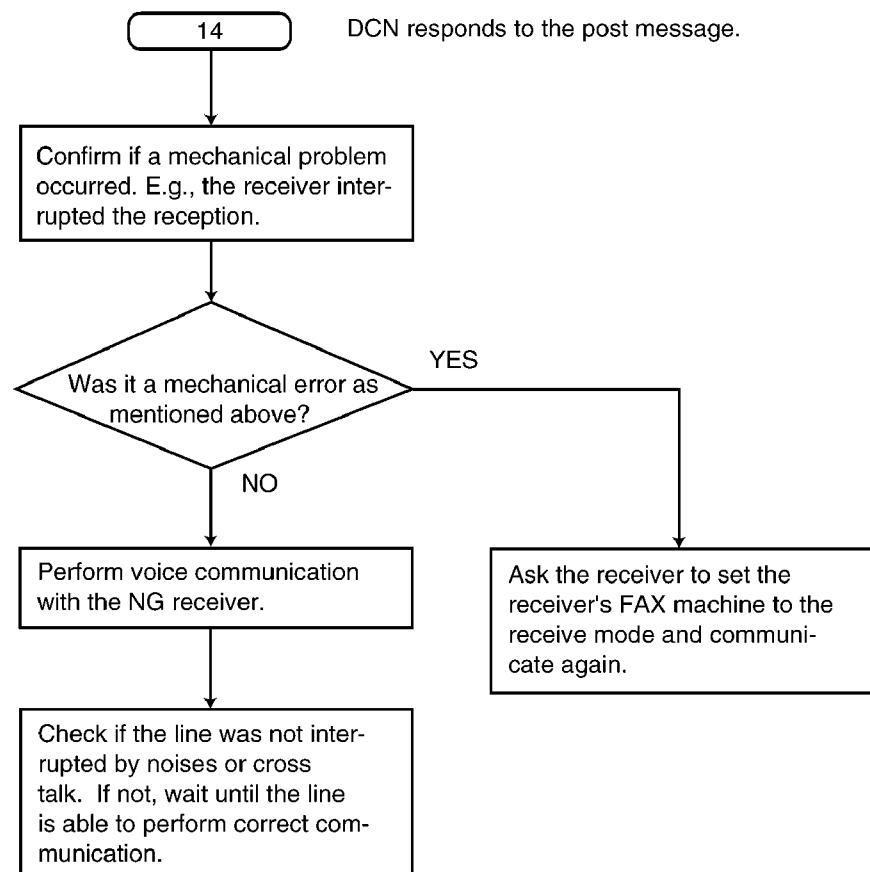 14
DCN responds to the post message.
Confirm if a mechanical problem
occurred. E.g., the receiver inter-
rupted the reception.
Was it a mechanical error as
mentioned above?
YES
NO
Perform voice communication
with the NG receiver.
Ask the receiver to set the
receiver's FAX machine to the
receive mode and communi-
cate again.
Check if the line was not inter-
rupted by noises or cross
talk.  If not, wait until the line
is able to perform correct com-
munication.